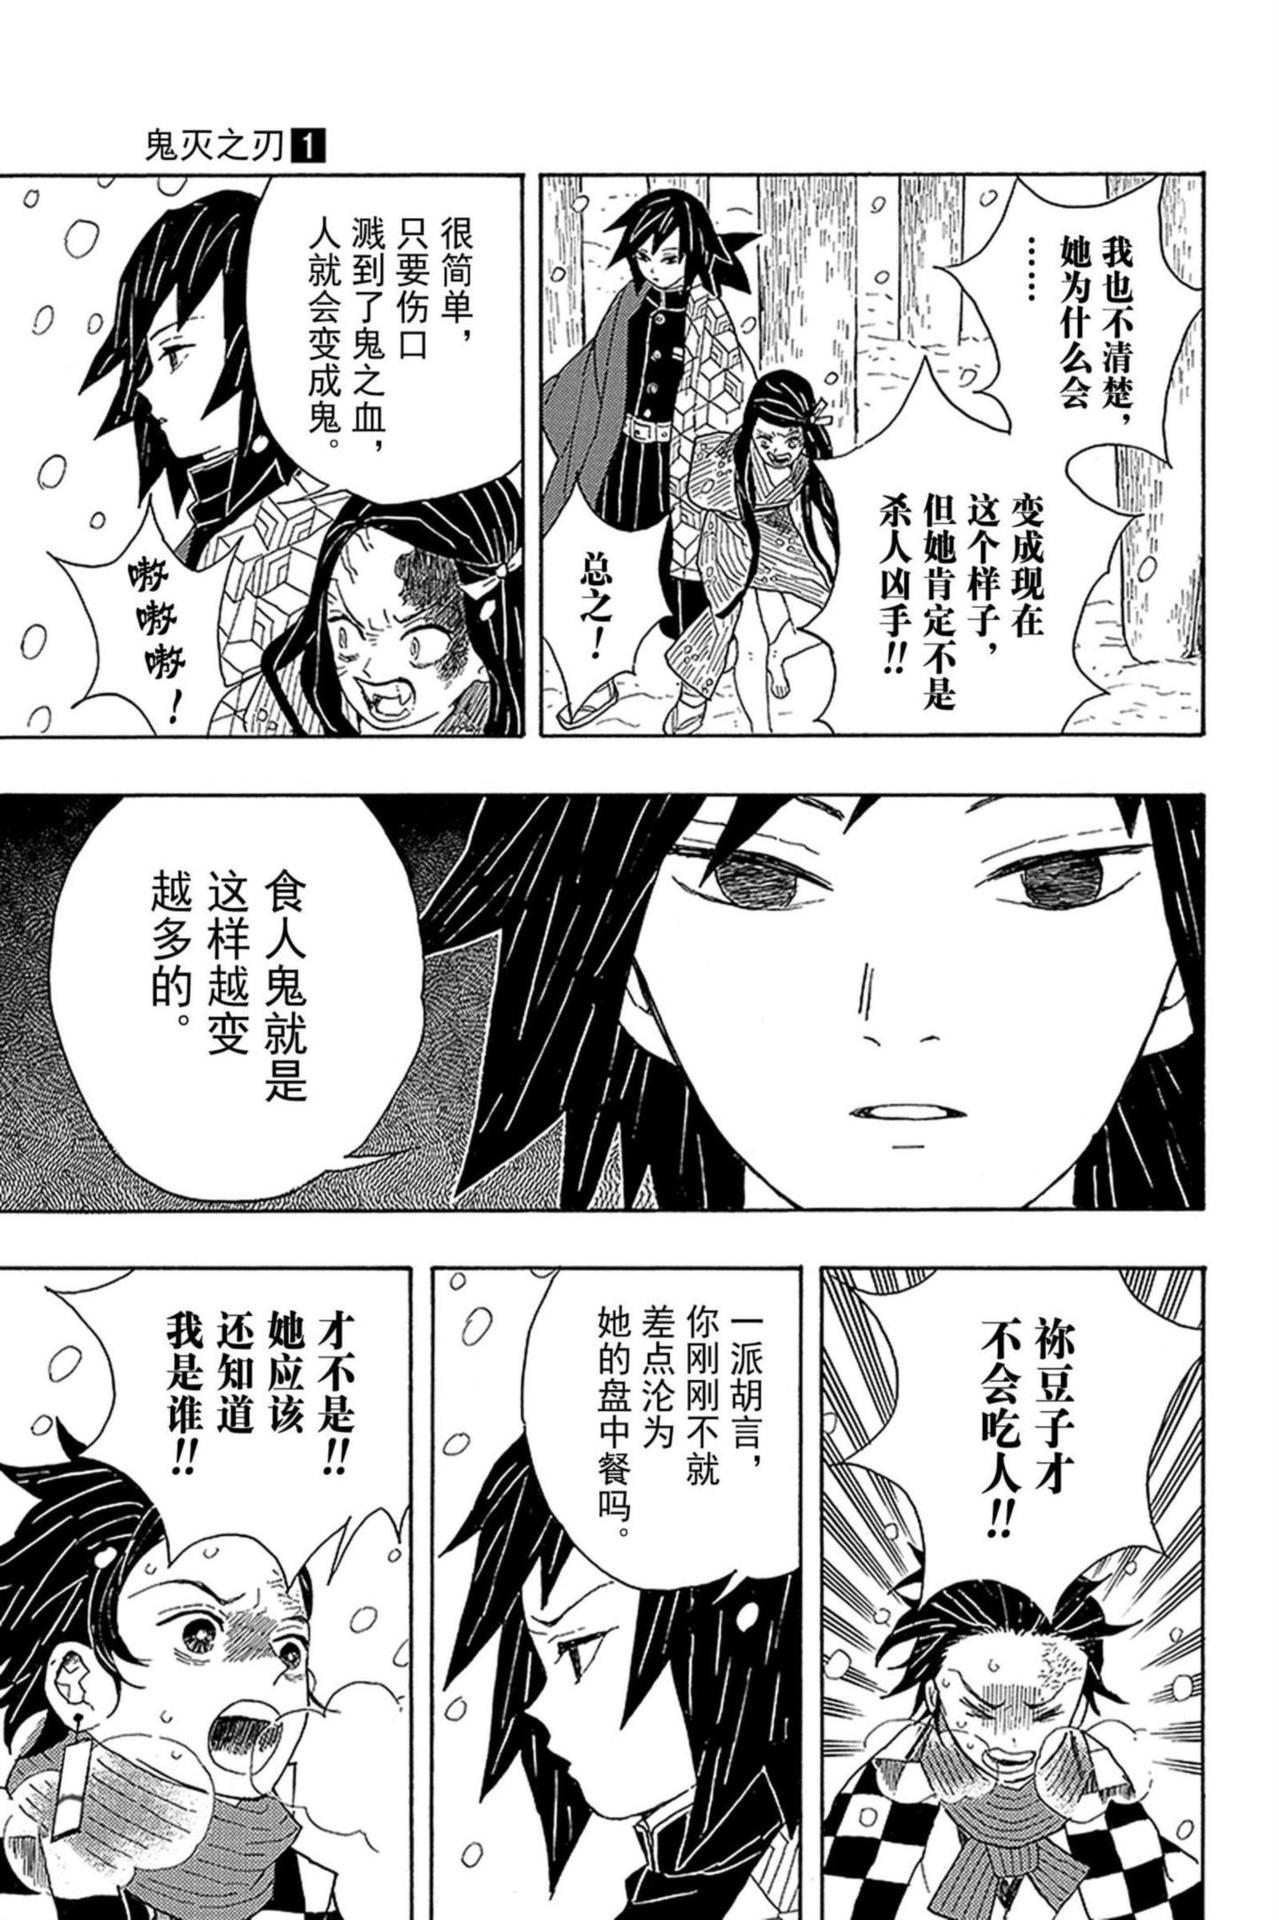 鬼灭之刃 1
我也不清楚，
她为什么会
……
变成现在
这个样子，
但她肯定不是
杀人凶手!!
总之！
很简单，
只要伤口
溅到了鬼之血，
人就会变成鬼。
嗷嗷嗷！
食人鬼就是
这样越变
越多的。
祢豆子才
不会吃人!!
一派胡言，
你刚刚不就
差点沦为
她的盘中餐吗。
才不是!!
她应该
还知道
我是谁!!